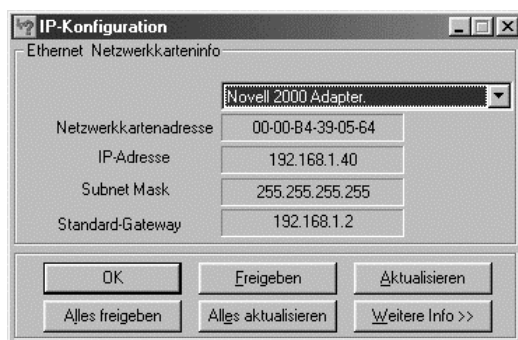 IP-Konfiguration
Ethernet Netzwerkkarteninfo
Novell 2000 Adapter.
Netzwerkkartenadresse 00-00-B4-39-05-64
IP-Adresse 192.168.1.40
Subnet Mask 255.255.255.255
Standard-Gateway 192.168.1.2
OK Freigeben Aktualisieren
Alles freigeben Alles aktualisieren Weitere Info >>